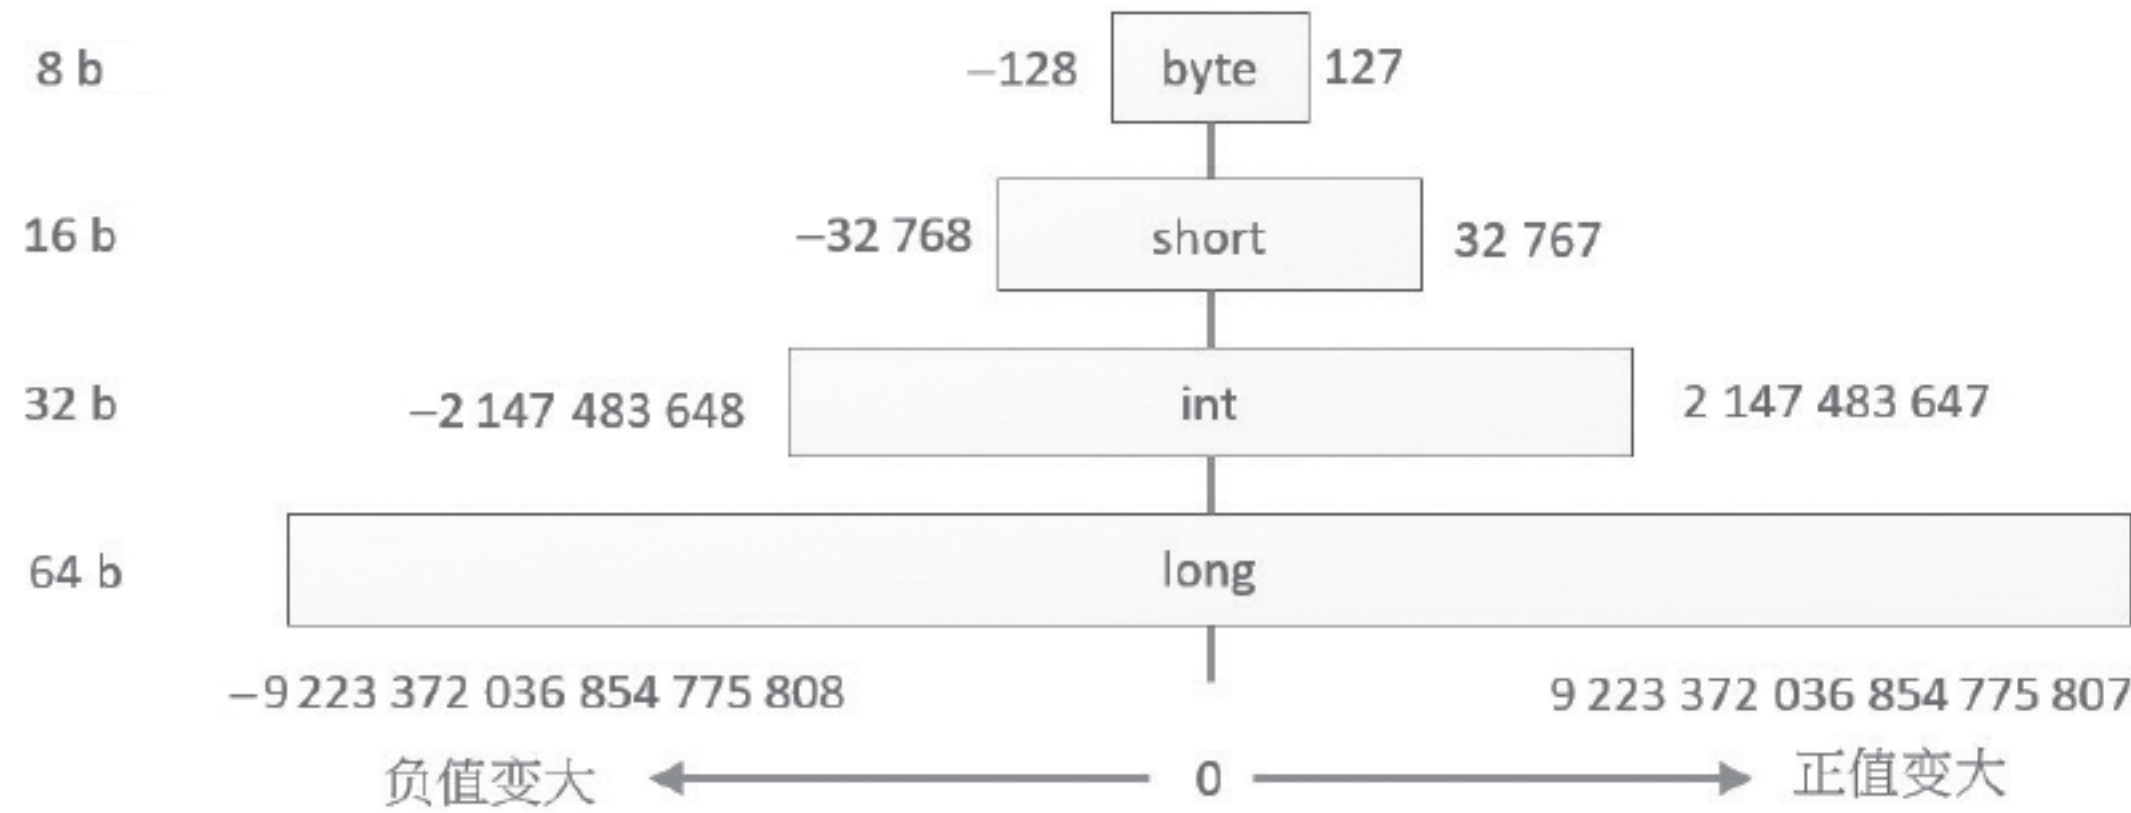 8 b −128 byte 127
16 b −32 768 short 32 767
32 b −2 147 483 648 int 2 147 483 647
64 b long
−9 223 372 036 854 775 808 9 223 372 036 854 775 807
负值变大 0 正值变大